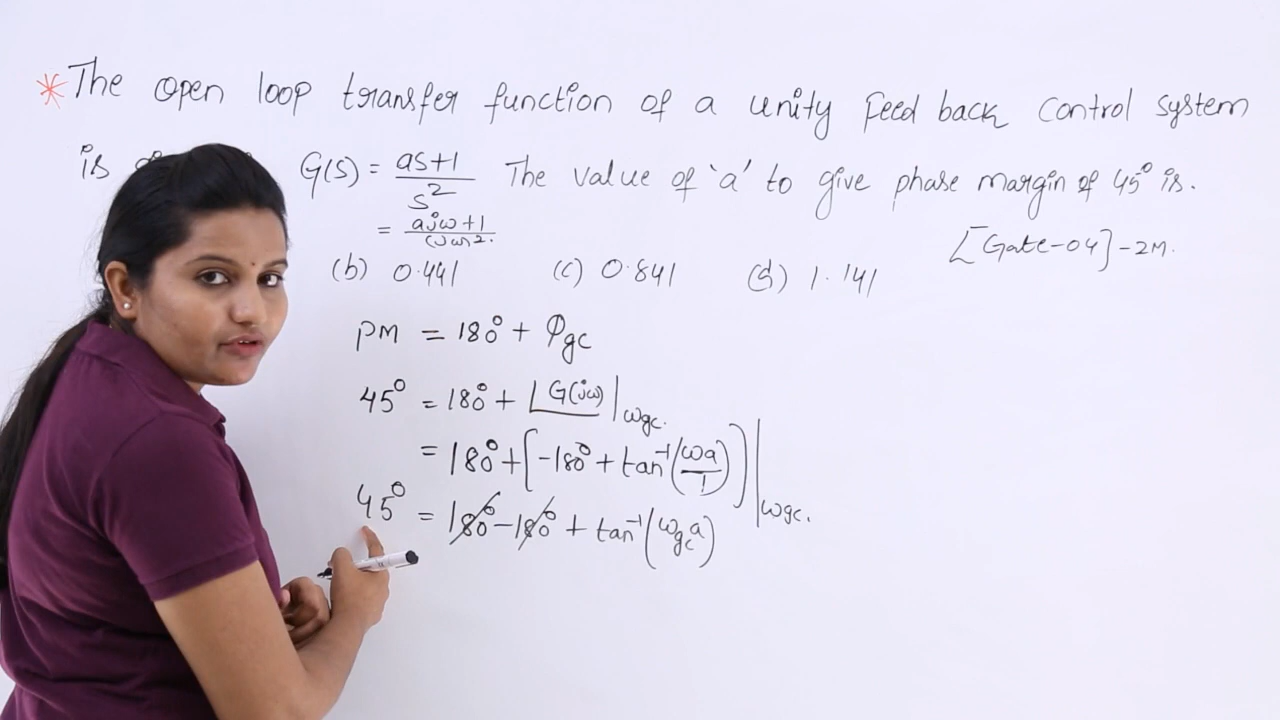 * The open loop transfer function of a unity Feed back control system
is G(s) = as+1 / s² The value of 'a' to give phase margin of 45° is.
= ajω+1 / (jω)².
[Gate-04]-2M.
(b) 0.441 (c) 0.841 (d) 1.141
PM = 180° + φgc
45° = 180° + ∠G(jω) |ωgc.
= 180° + [-180° + tan⁻¹(ωa/1)] |ωgc.
45° = 180° - 180° + tan⁻¹(ωgc a)